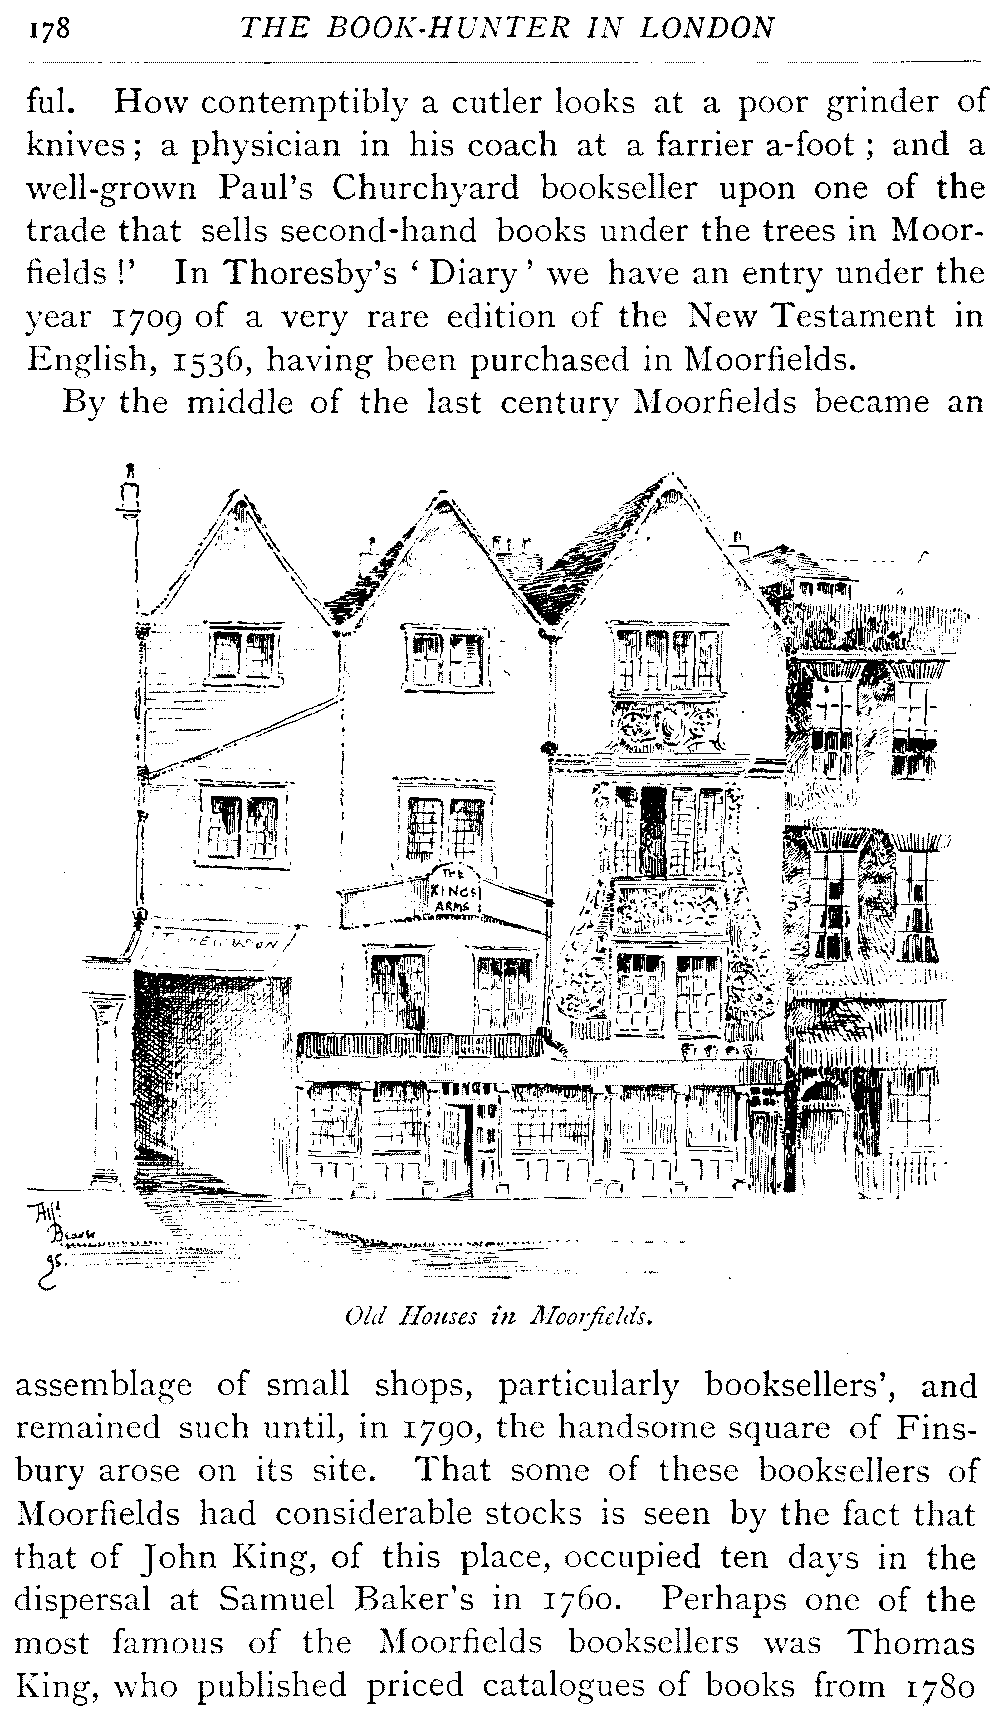 178 THE BOOK-HUNTER IN LONDON
ful. How contemptibly a cutler looks at a poor grinder of
knives; a physician in his coach at a farrier a-foot; and a
well-grown Paul's Churchyard bookseller upon one of the
trade that sells second-hand books under the trees in Moor-
fields!' In Thoresby's 'Diary' we have an entry under the
year 1709 of a very rare edition of the New Testament in
English, 1536, having been purchased in Moorfields.
By the middle of the last century Moorfields became an
THE
KINGS
ARMS
95.
Old Houses in Moorfields.
assemblage of small shops, particularly booksellers', and
remained such until, in 1790, the handsome square of Fins-
bury arose on its site. That some of these booksellers of
Moorfields had considerable stocks is seen by the fact that
that of John King, of this place, occupied ten days in the
dispersal at Samuel Baker's in 1760. Perhaps one of the
most famous of the Moorfields booksellers was Thomas
King, who published priced catalogues of books from 1780